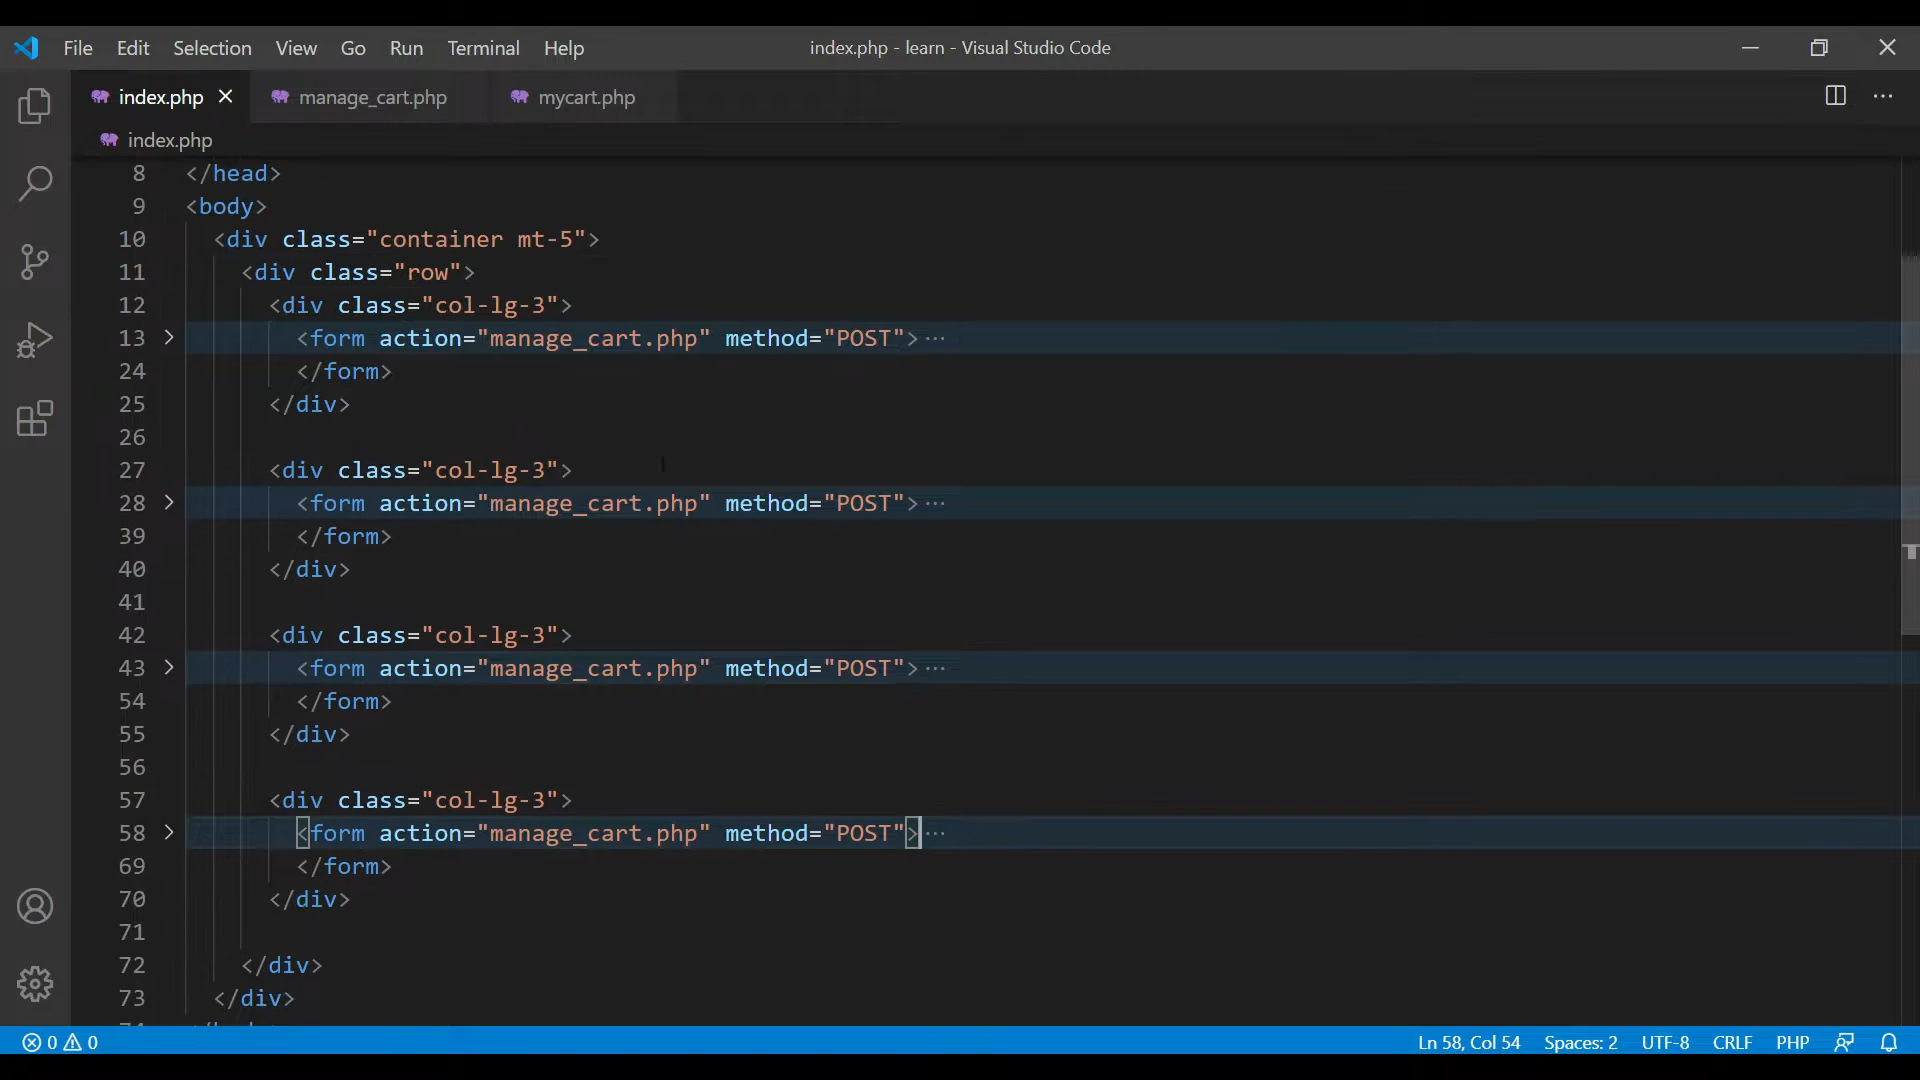 File Edit Selection View Go Run Terminal Help index.php - learn - Visual Studio Code
index.php manage_cart.php mycart.php
index.php
8 </head>
9 <body>
10 <div class="container mt-5">
11 <div class="row">
12 <div class="col-lg-3">
13 <form action="manage_cart.php" method="POST">···
24 </form>
25 </div>
26
27 <div class="col-lg-3">
28 <form action="manage_cart.php" method="POST">···
39 </form>
40 </div>
41
42 <div class="col-lg-3">
43 <form action="manage_cart.php" method="POST">···
54 </form>
55 </div>
56
57 <div class="col-lg-3">
58 <form action="manage_cart.php" method="POST">···
69 </form>
70 </div>
71
72 </div>
73 </div>
0 0 Ln 58, Col 54 Spaces: 2 UTF-8 CRLF PHP